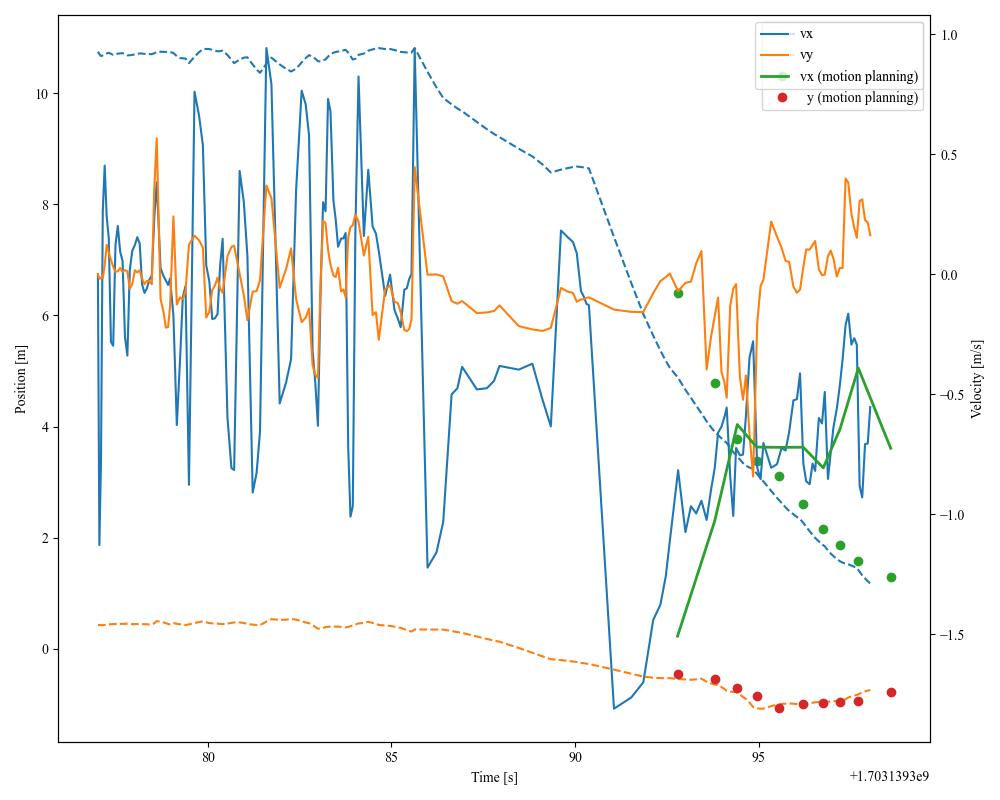 vx
vy
vx (motion planning)
y (motion planning)
10
8
6
4
2
0
1.0
0.5
0.0
−0.5
−1.0
−1.5
80
85
90
95
Position [m]
Velocity [m/s]
Time [s]
+1.7031393e9